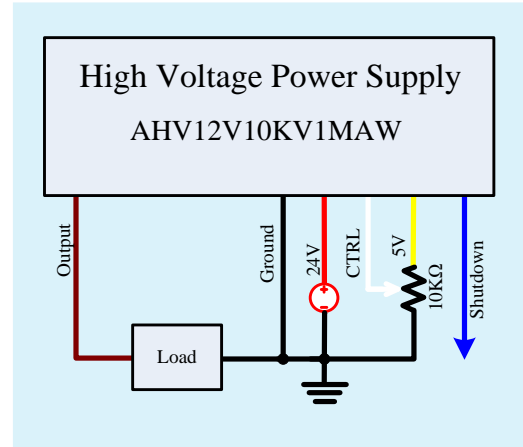 High Voltage Power Supply
AHV12V10KV1MAW
Output
Ground
24V
CTRL
5V
10KΩ
Shutdown
Load